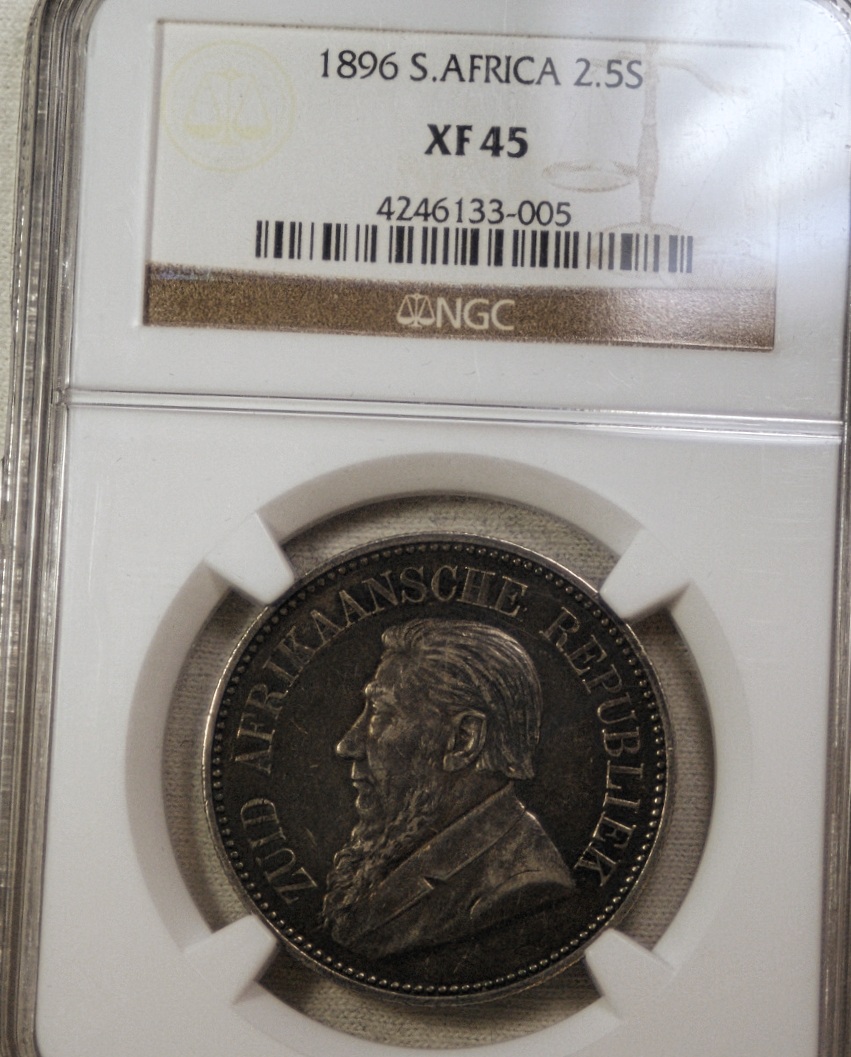 1896 S.AFRICA 2.5S
XF 45
4246133-005
NGC
ZUID AFRIKAANSCHE REPUBLIEK